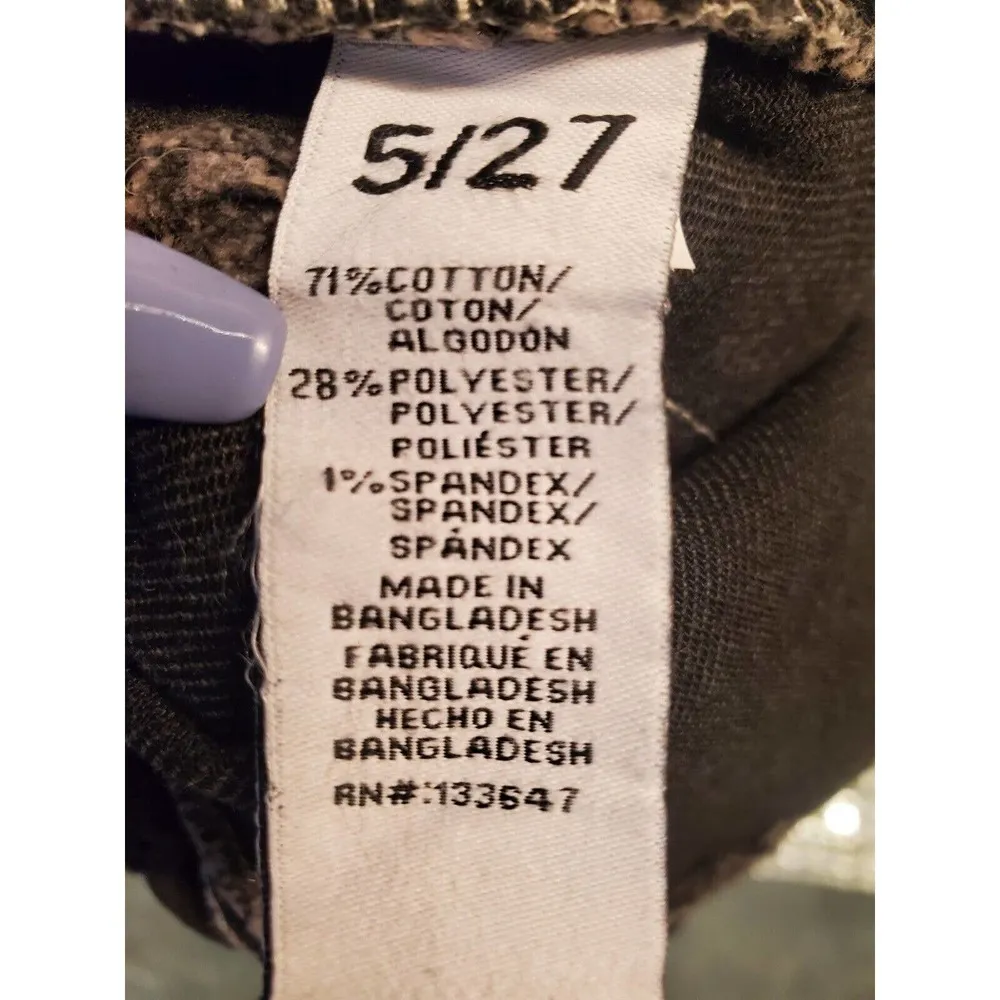 5/27
71% COTTON/
COTON/
ALGODÓN
28% POLYESTER/
POLYESTER/
POLIÉSTER
1% SPANDEX/
SPANDEX/
SPÁNDEX
MADE IN
BANGLADESH
FABRIQUÉ EN
BANGLADESH
HECHO EN
BANGLADESH
RN#:133647